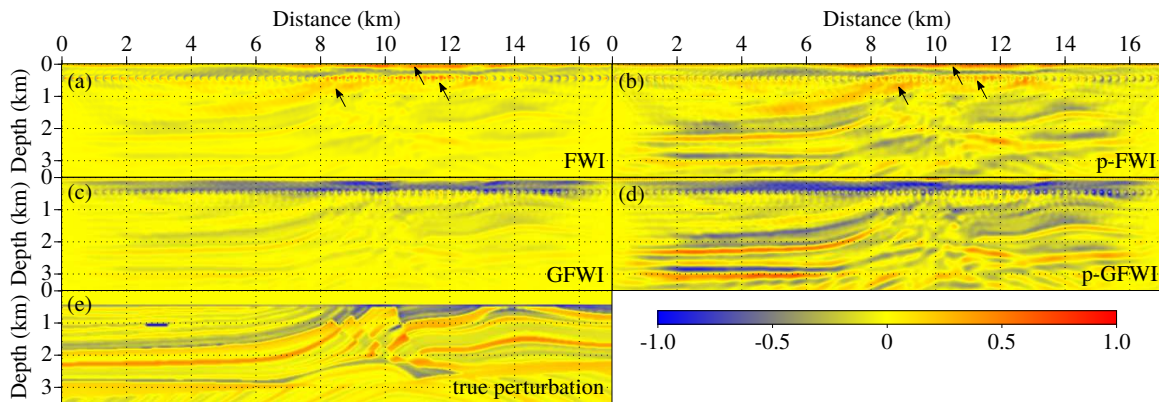 Distance (km) Distance (km)
0 2 4 6 8 10 12 14 16 0 2 4 6 8 10 12 14 16
0
1
2
3
Depth (km)
(a)
FWI
(b)
p-FWI
0
1
2
3
Depth (km)
(c)
GFWI
(d)
p-GFWI
0
1
2
3
Depth (km)
(e)
true perturbation
-1.0 -0.5 0 0.5 1.0